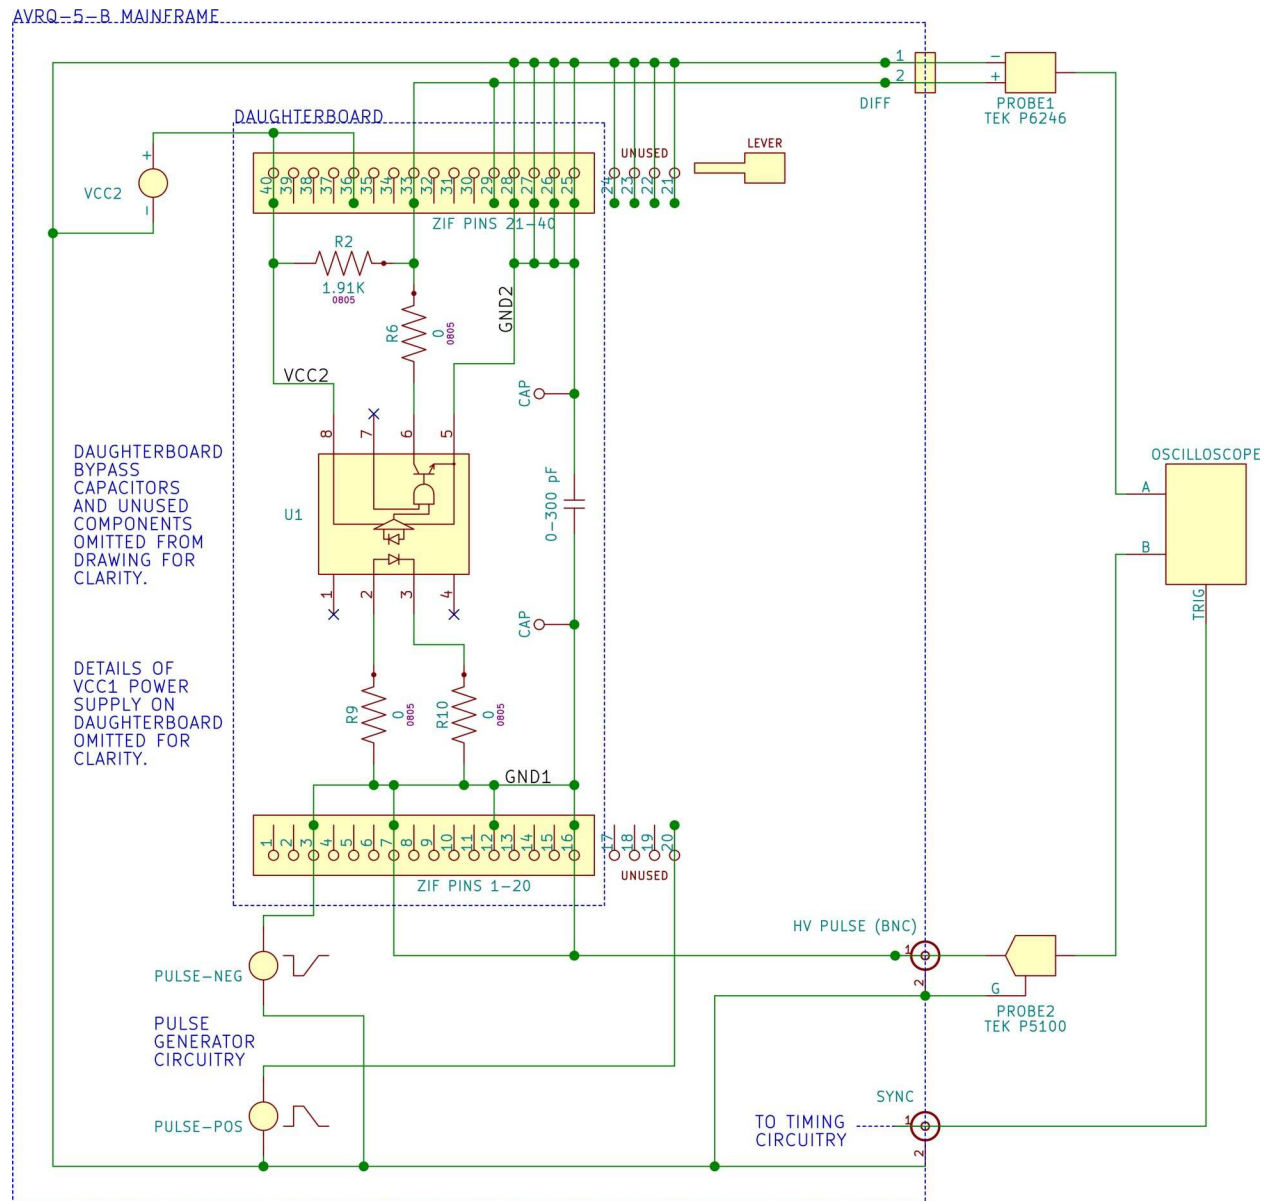 AVRQ-5-B MAINFRAME
1
2
DIFF
-
+
PROBE1
TEK P6246
DAUGHTERBOARD
+
-
VCC2
UNUSED
LEVER
40
39
38
37
36
35
34
33
32
31
30
29
28
27
26
25
24
23
22
21
ZIF PINS 21-40
R2
1.91K
0805
R6
0
0805
GND2
VCC2
CAP
8
7
6
5
DAUGHTERBOARD
BYPASS
CAPACITORS
AND UNUSED
COMPONENTS
OMITTED FROM
DRAWING FOR
CLARITY.
U1
0-300 pF
OSCILLOSCOPE
A
B
TRIG
1
2
3
4
CAP
DETAILS OF
VCC1 POWER
SUPPLY ON
DAUGHTERBOARD
OMITTED FOR
CLARITY.
R9
0
0805
R10
0
0805
GND1
1
2
3
4
5
6
7
8
9
10
11
12
13
14
15
16
17
18
19
20
ZIF PINS 1-20
UNUSED
HV PULSE (BNC)
1
2
G
PROBE2
TEK P5100
PULSE-NEG
PULSE
GENERATOR
CIRCUITRY
PULSE-POS
SYNC
TO TIMING
CIRCUITRY
1
2